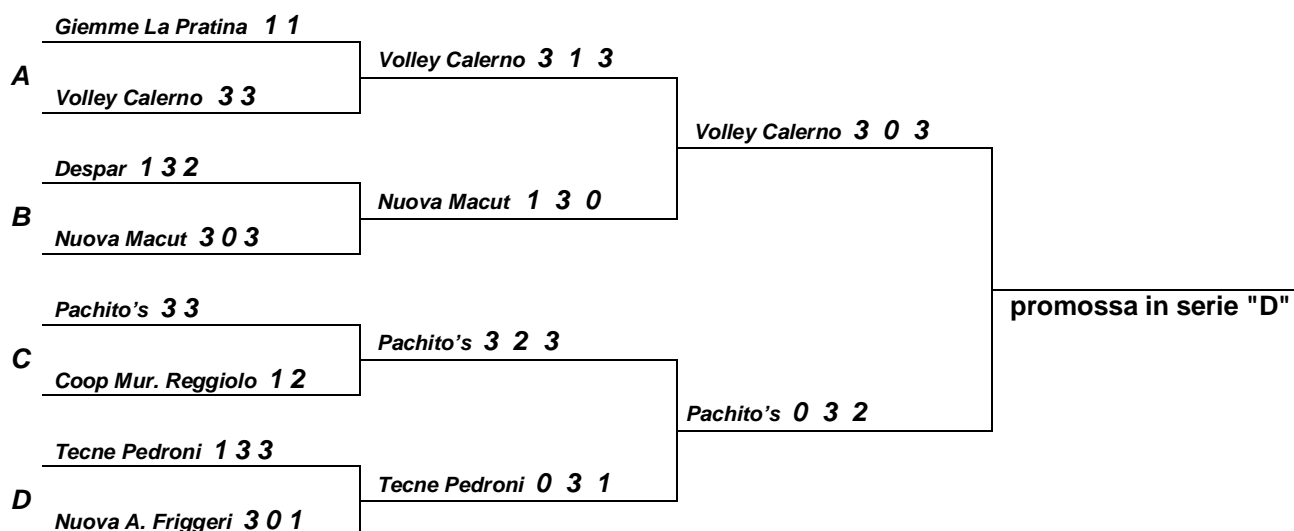 Giemme La Pratina 1 1
A
Volley Calerno 3 3
Volley Calerno 3 1 3
Despar 1 3 2
B
Nuova Macut 3 0 3
Nuova Macut 1 3 0
Volley Calerno 3 0 3
Pachito's 3 3
C
Coop Mur. Reggiolo 1 2
Pachito's 3 2 3
Tecne Pedroni 1 3 3
D
Nuova A. Friggeri 3 0 1
Tecne Pedroni 0 3 1
Pachito's 0 3 2
promossa in serie "D"